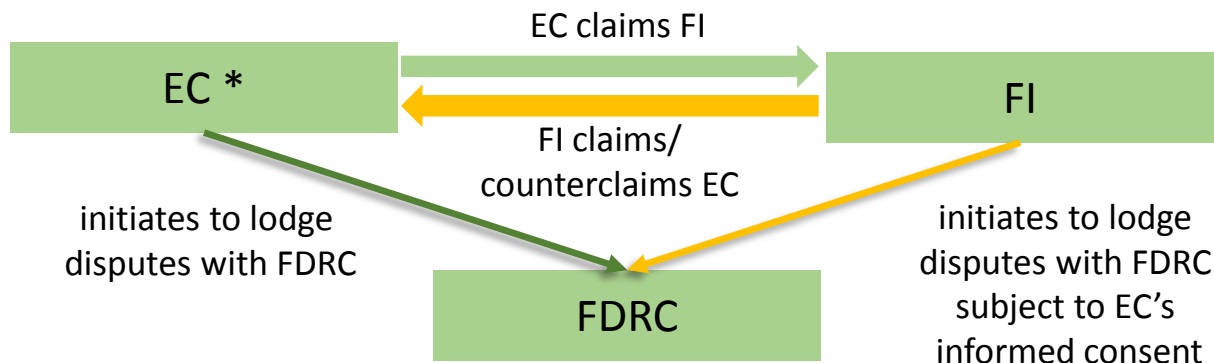 EC claims FI
EC *
FI
FI claims/
counterclaims EC
initiates to lodge
disputes with FDRC
initiates to lodge
disputes with FDRC
subject to EC’s
informed consent
FDRC